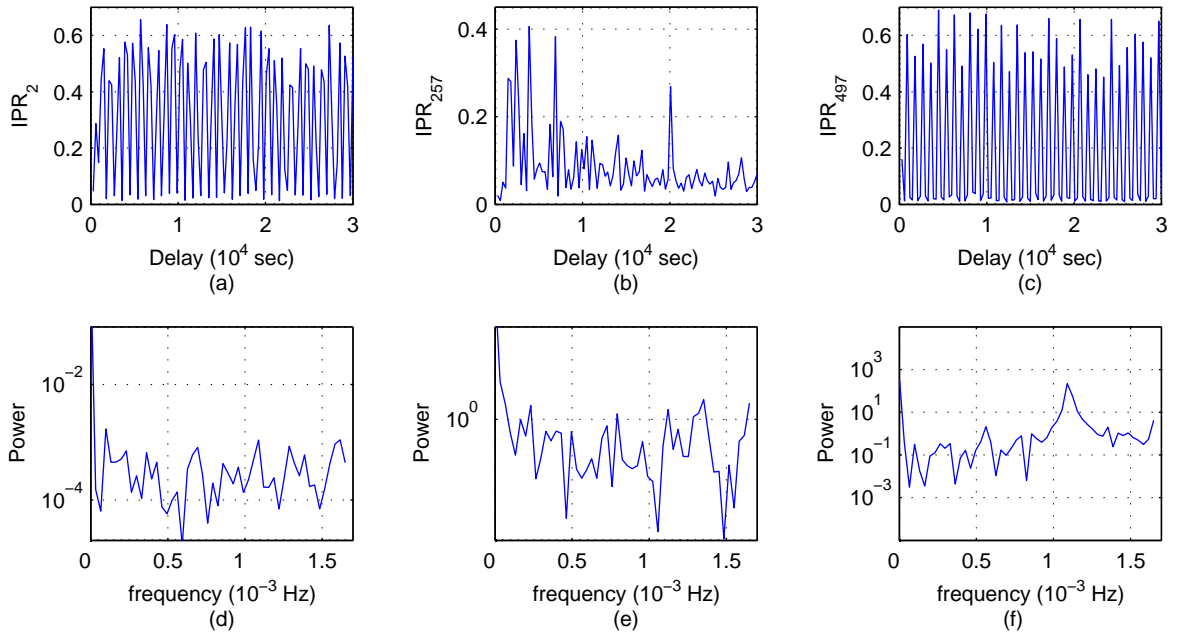 0.6
0.4
0.2
0
IPR_2
0 1 2 3
Delay (10^4 sec)
(a)
0.4
0.2
0
IPR_257
0 1 2 3
Delay (10^4 sec)
(b)
0.6
0.4
0.2
0
IPR_497
0 1 2 3
Delay (10^4 sec)
(c)
10^−2
10^−4
Power
0 0.5 1 1.5
frequency (10^−3 Hz)
(d)
10^0
Power
0 0.5 1 1.5
frequency (10^−3 Hz)
(e)
10^3
10^1
10^−1
10^−3
Power
0 0.5 1 1.5
frequency (10^−3 Hz)
(f)